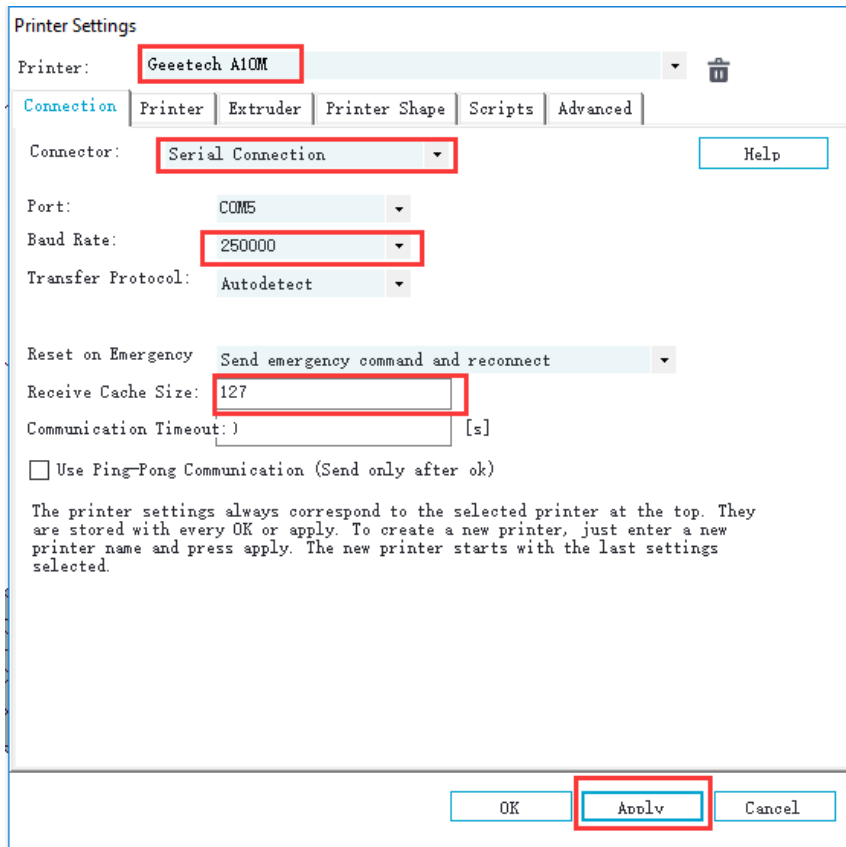 Printer Settings
Printer: Geeetech A10M
Connection Printer Extruder Printer Shape Scripts Advanced
Connector: Serial Connection Help
Port: COM5
Baud Rate: 250000
Transfer Protocol: Autodetect
Reset on Emergency Send emergency command and reconnect
Receive Cache Size: 127
Communication Timeout: ) [s]
Use Ping-Pong Communication (Send only after ok)
The printer settings always correspond to the selected printer at the top. They
are stored with every OK or apply. To create a new printer, just enter a new
printer name and press apply. The new printer starts with the last settings
selected.
OK Apply Cancel